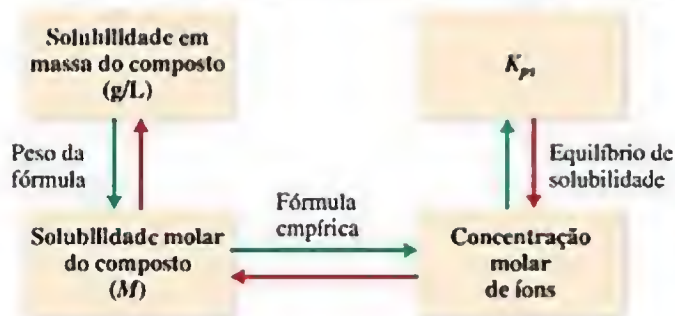 Solubilidade em
massa do composto
(g/L)
K_ps
Peso da
fórmula
Equilíbrio de
solubilidade
Fórmula
empírica
Solubilidade molar
do composto
(M)
Concentração
molar
de íons